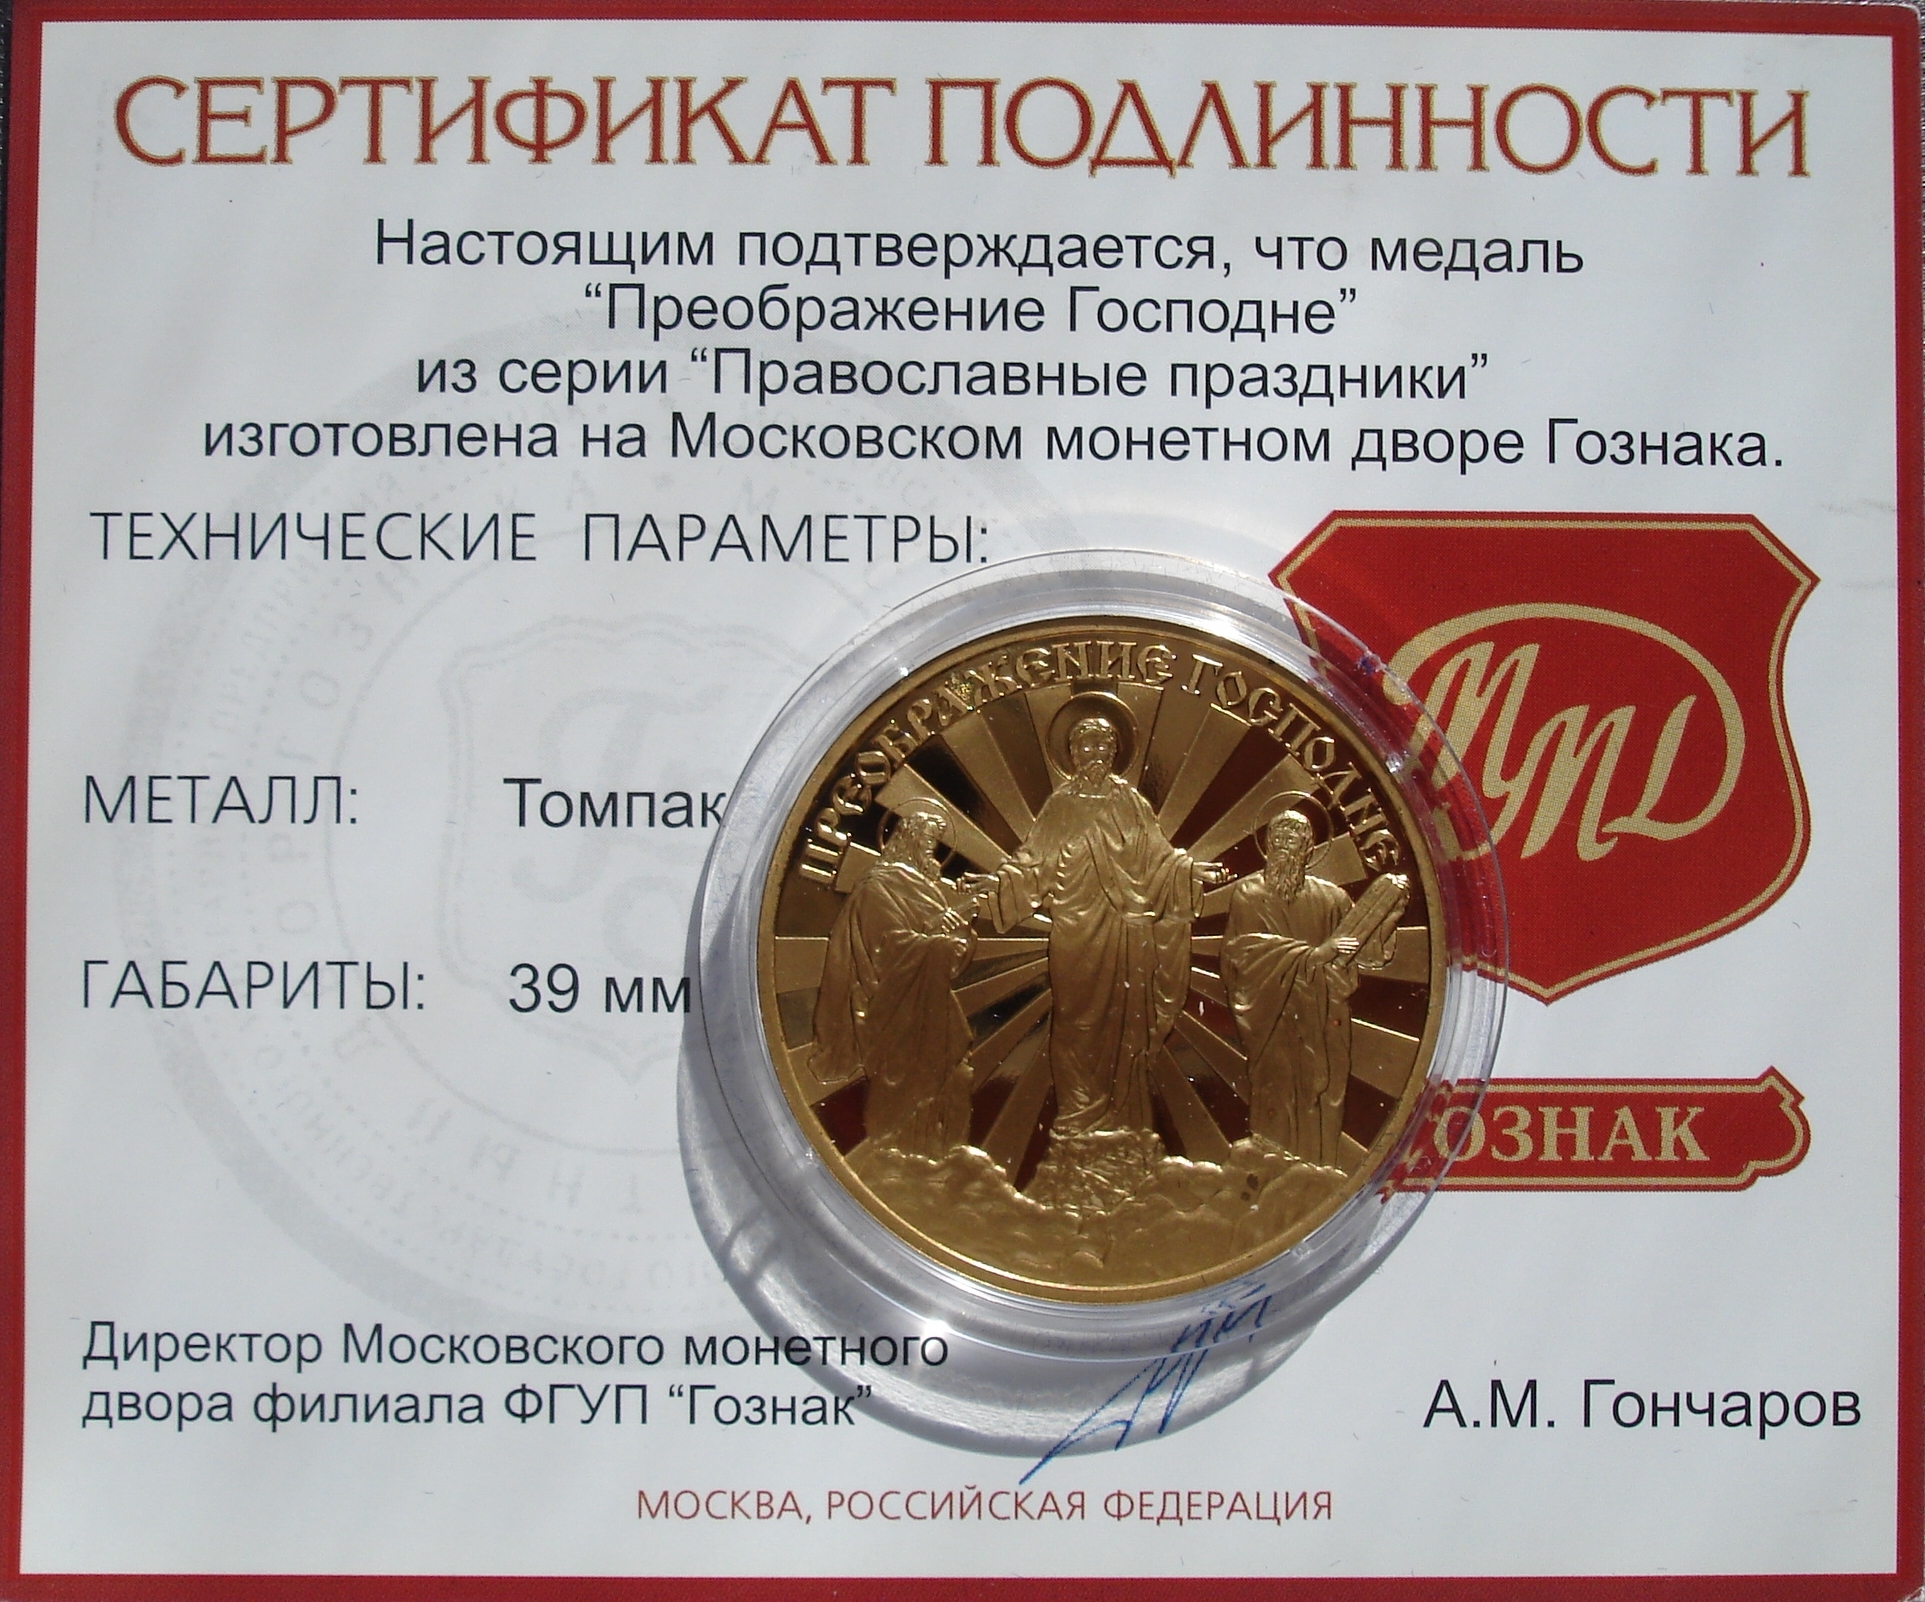 СЕРТИФИКАТ ПОДЛИННОСТИ
Настоящим подтверждается, что медаль
“Преображение Господне”
из серии “Православные праздники”
изготовлена на Московском монетном дворе Гознака.
ТЕХНИЧЕСКИЕ ПАРАМЕТРЫ:
ММД
ПРЕОБРАЖЕНИЕ ГОСПОДНЕ
МЕТАЛЛ: Томпак
ГАБАРИТЫ: 39 мм
ОЗНАК
Директор Московского монетного
двора филиала ФГУП “Гознак”
А.М. Гончаров
МОСКВА, РОССИЙСКАЯ ФЕДЕРАЦИЯ